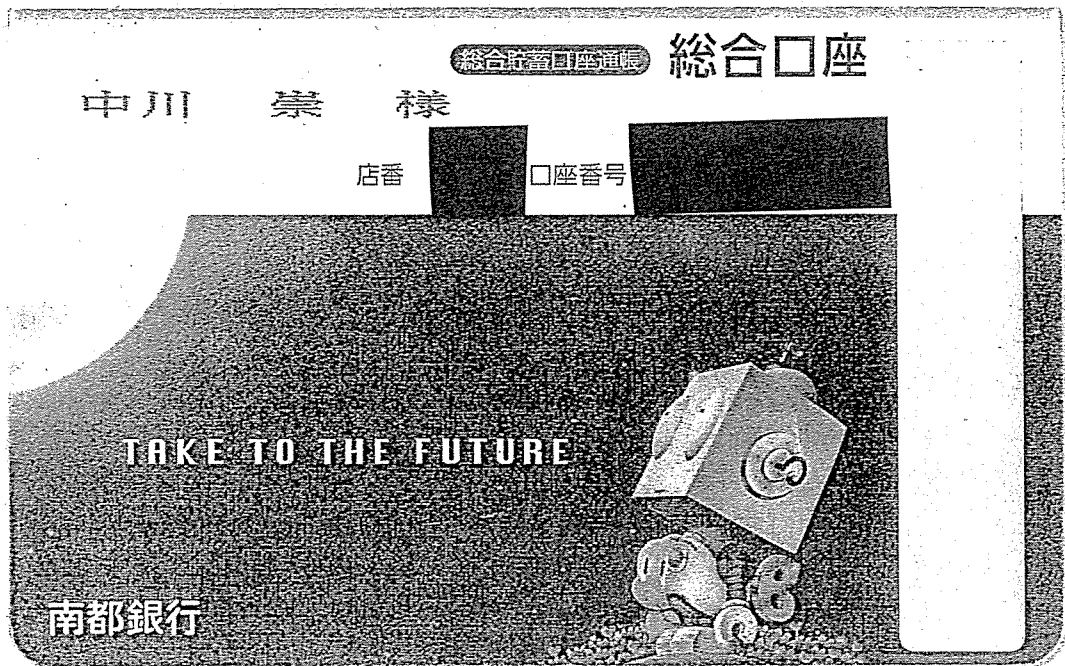 総合貯蓄口座通帳 総合口座
中川 崇 様
店番 口座番号
TAKE TO THE FUTURE
南都銀行